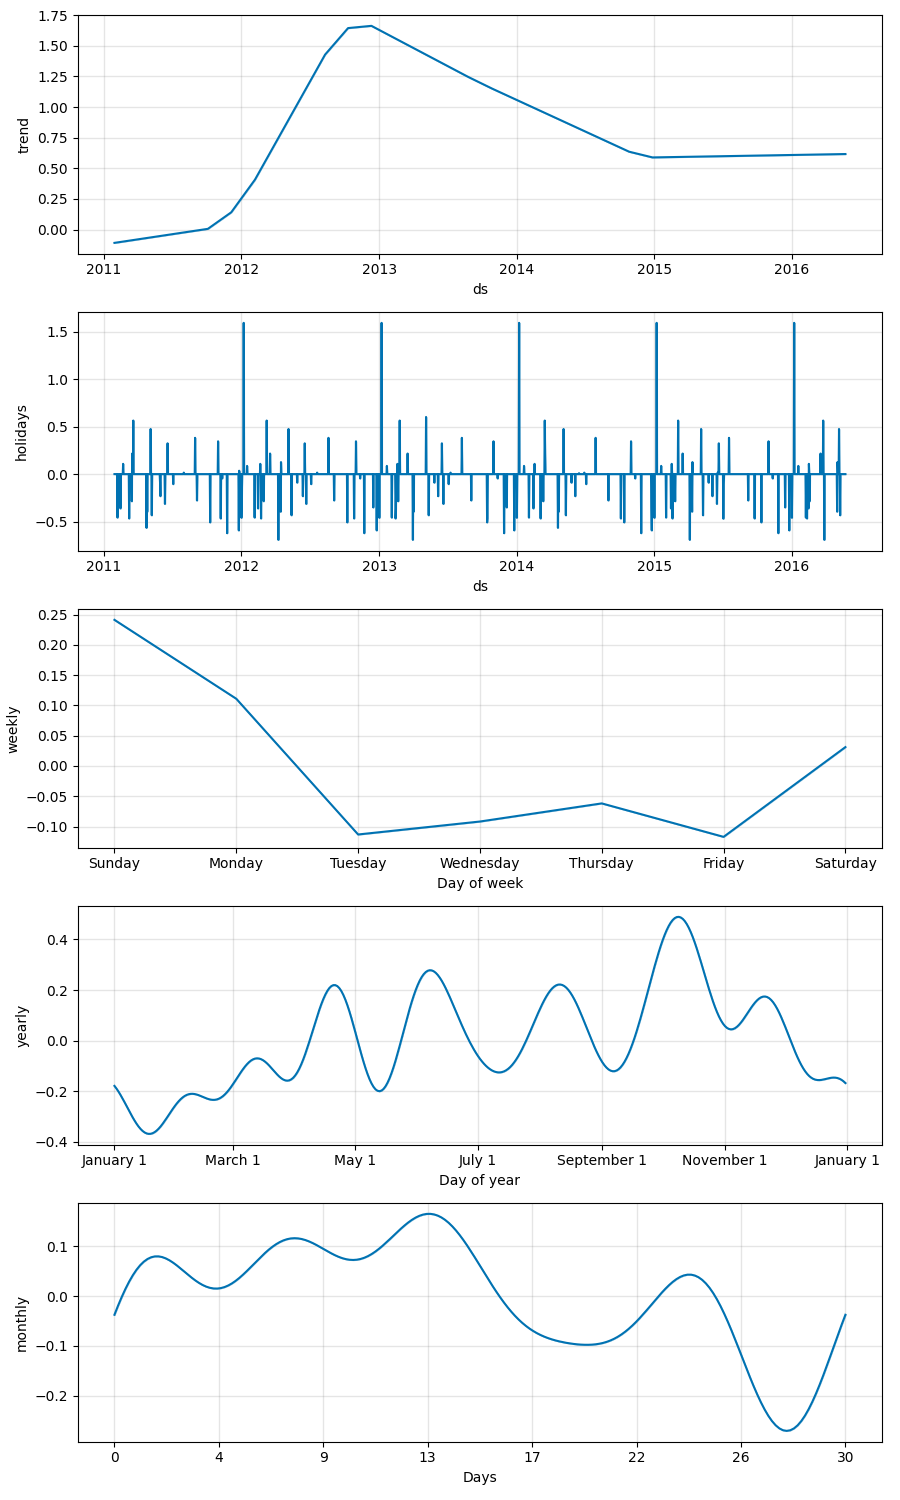 1.75
1.50
1.25
1.00
0.75
0.50
0.25
0.00
trend
2011 2012 2013 2014 2015 2016
ds
1.5
1.0
0.5
0.0
−0.5
holidays
2011 2012 2013 2014 2015 2016
ds
0.25
0.20
0.15
0.10
0.05
0.00
−0.05
−0.10
weekly
Sunday Monday Tuesday Wednesday Thursday Friday Saturday
Day of week
0.4
0.2
0.0
−0.2
−0.4
yearly
January 1 March 1 May 1 July 1 September 1 November 1 January 1
Day of year
0.1
0.0
−0.1
−0.2
monthly
0 4 9 13 17 22 26 30
Days